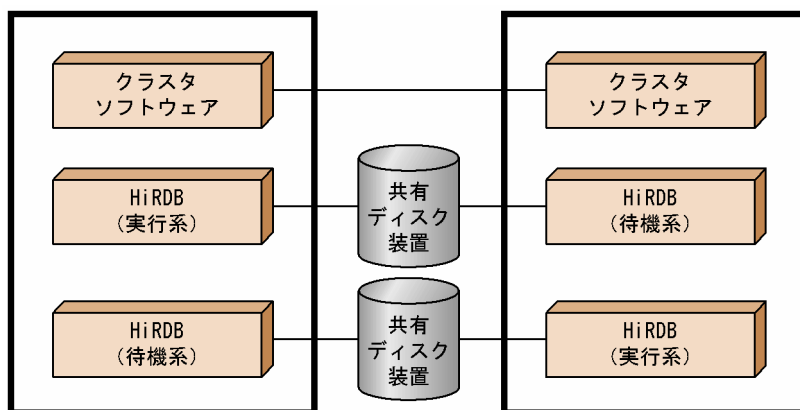 クラスタ
ソフトウェア
クラスタ
ソフトウェア
HiRDB
(実行系)
共有
ディスク
装置
HiRDB
(待機系)
HiRDB
(待機系)
共有
ディスク
装置
HiRDB
(実行系)